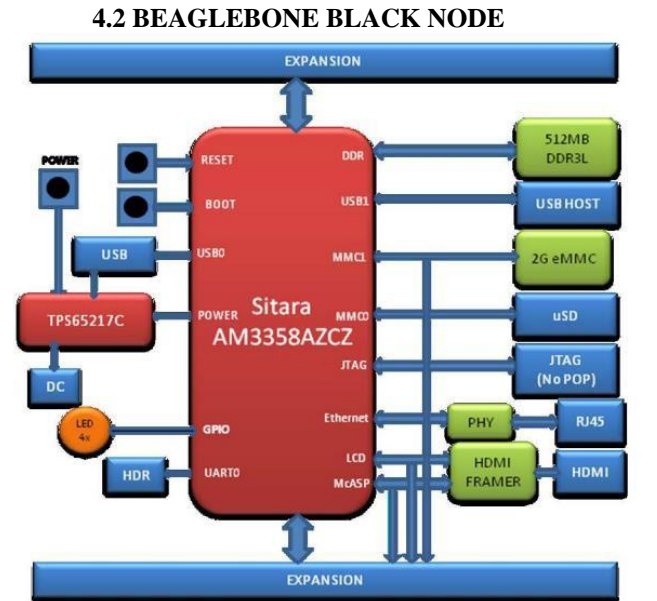 4.2 BEAGLEBONE BLACK NODE
EXPANSION
POWER
RESET
BOOT
USB
USB0
TPS65217C
POWER
DC
LED
4x
GPIO
HDR
UART0
Sitara
AM3358AZCZ
DDR
USB1
MMC1
MMC0
JTAG
Ethernet
LCD
McASP
512MB
DDR3L
USB HOST
2G eMMC
uSD
JTAG
(No POP)
PHY
RJ45
HDMI
FRAMER
HDMI
EXPANSION